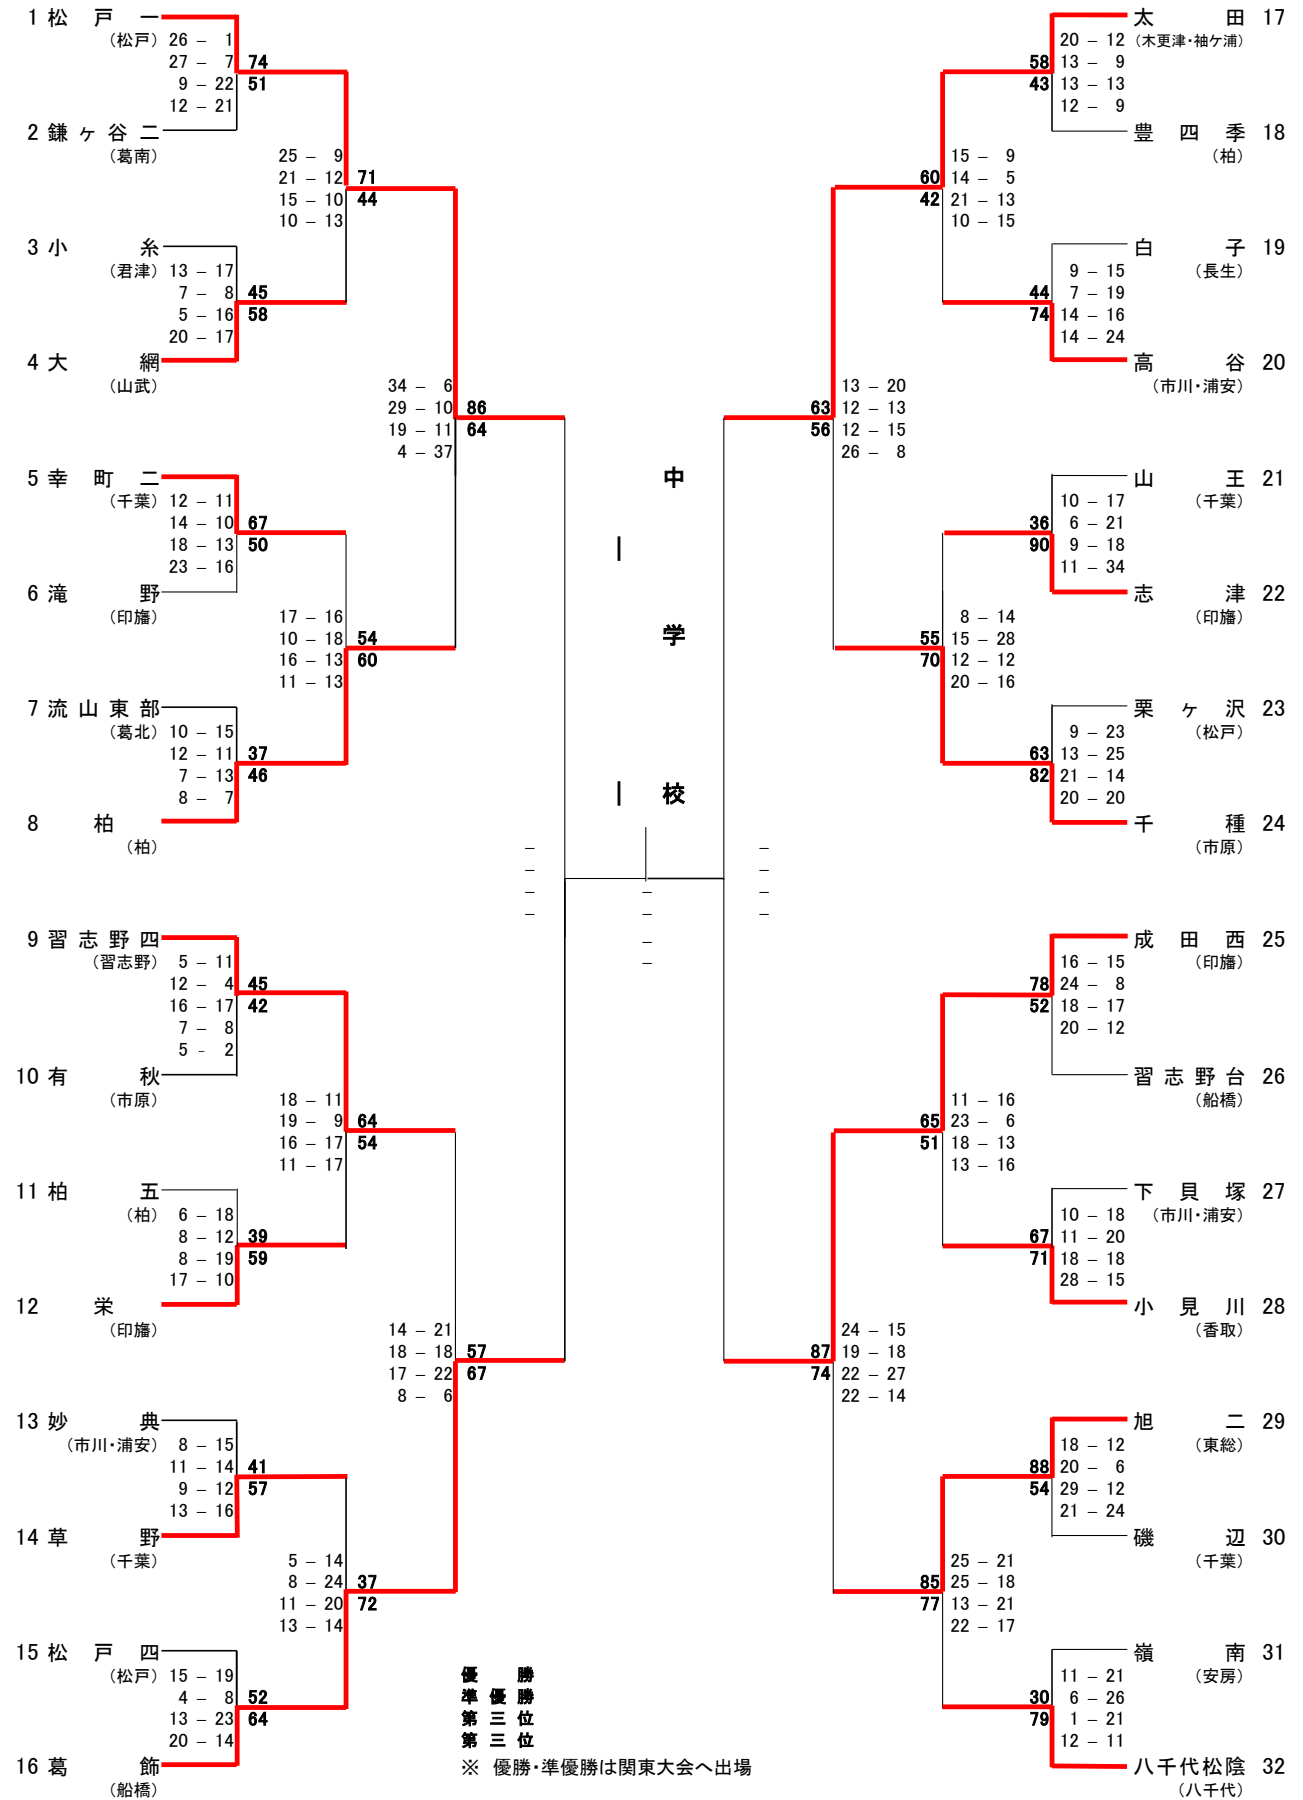 1 松戸一
(松戸) 26 – 1
27 – 7 74
9 – 22 51
12 – 21
2 鎌ヶ谷二
(葛南)
25 – 9
21 – 12 71
15 – 10 44
10 – 13
3 小糸
(君津) 13 – 17
7 – 8 45
5 – 16 58
20 – 17
4 大網
(山武)
34 – 6
29 – 10 86
19 – 11 64
4 – 37
5 幸町二
(千葉) 12 – 11
14 – 10 67
18 – 13 50
23 – 16
6 滝野
(印旛)
17 – 16
10 – 18 54
16 – 13 60
11 – 13
7 流山東部
(葛北) 10 – 15
12 – 11 37
7 – 13 46
8 – 7
8 柏
(柏)
9 習志野四
(習志野) 5 – 11
12 – 4 45
16 – 17 42
7 – 8
5 - 2
10 有秋
(市原)
18 – 11
19 – 9 64
16 – 17 54
11 – 17
11 柏五
(柏) 6 – 18
8 – 12 39
8 – 19 59
17 – 10
12 栄
(印旛)
14 – 21
18 – 18 57
17 – 22 67
8 – 6
13 妙典
(市川・浦安) 8 – 15
11 – 14 41
9 – 12 57
13 – 16
14 草野
(千葉)
5 – 14
8 – 24 37
11 – 20 72
13 – 14
15 松戸四
(松戸) 15 – 19
4 – 8 52
13 – 23 64
20 – 14
16 葛飾
(船橋)
中
|
学
| 校
–
–
–
–
–
–
–
–
–
–
–
–
太田 17
20 – 12 (木更津・袖ケ浦)
58 13 – 9
43 13 – 13
12 – 9
豊四季 18
(柏)
15 – 9
60 14 – 5
42 21 – 13
10 – 15
白子 19
9 – 15 (長生)
44 7 – 19
74 14 – 16
14 – 24
高谷 20
(市川・浦安)
13 – 20
63 12 – 13
56 12 – 15
26 – 8
山王 21
10 – 17 (千葉)
36 6 – 21
90 9 – 18
11 – 34
志津 22
(印旛)
8 – 14
55 15 – 28
70 12 – 12
20 – 16
栗ヶ沢 23
9 – 23 (松戸)
63 13 – 25
82 21 – 14
20 – 20
千種 24
(市原)
成田西 25
16 – 15 (印旛)
78 24 – 8
52 18 – 17
20 – 12
習志野台 26
(船橋)
11 – 16
65 23 – 6
51 18 – 13
13 – 16
下貝塚 27
10 – 18 (市川・浦安)
67 11 – 20
71 18 – 18
28 – 15
小見川 28
(香取)
24 – 15
87 19 – 18
74 22 – 27
22 – 14
旭二 29
18 – 12 (東総)
88 20 – 6
54 29 – 12
21 – 24
磯辺 30
(千葉)
25 – 21
85 25 – 18
77 13 – 21
22 – 17
嶺南 31
11 – 21 (安房)
30 6 – 26
79 1 – 21
12 – 11
八千代松陰 32
(八千代)
優勝
準優勝
第三位
第三位
※ 優勝・準優勝は関東大会へ出場